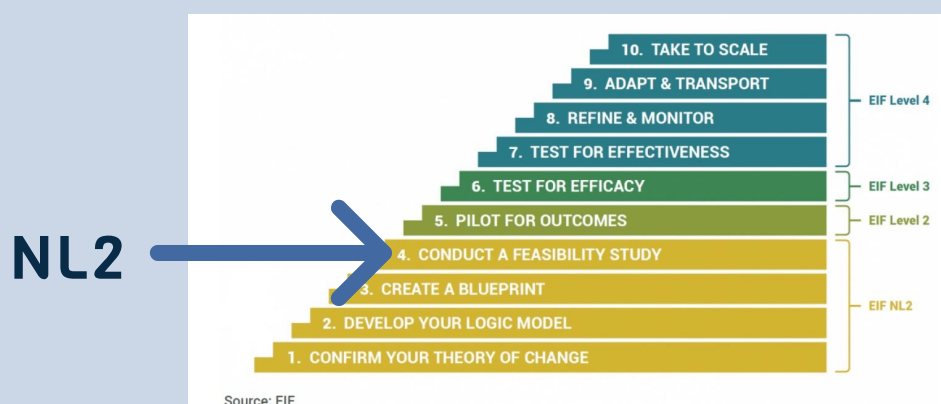 10. TAKE TO SCALE
9. ADAPT & TRANSPORT
EIF Level 4
8. REFINE & MONITOR
7. TEST FOR EFFECTIVENESS
6. TEST FOR EFFICACY
EIF Level 3
5. PILOT FOR OUTCOMES
EIF Level 2
NL2
4. CONDUCT A FEASIBILITY STUDY
3. CREATE A BLUEPRINT
EIF NL2
2. DEVELOP YOUR LOGIC MODEL
1. CONFIRM YOUR THEORY OF CHANGE
Source: EIF